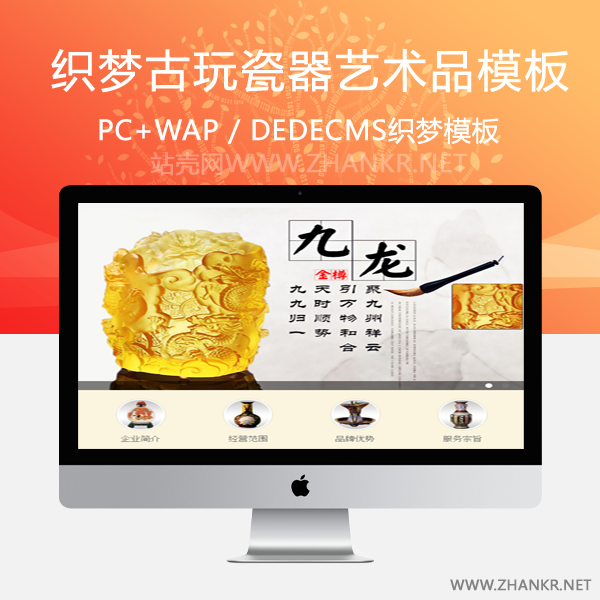 织梦古玩瓷器艺术品模板
PC+WAP / DEDECMS织梦模板
站壳网WWW.ZHANKR.NET
九龙
金樽
聚九州祥云
引万物和合
天时顺势
九九归一
企业简介
经营范围
品牌优势
服务宗旨
WWW.ZHANKR.NET